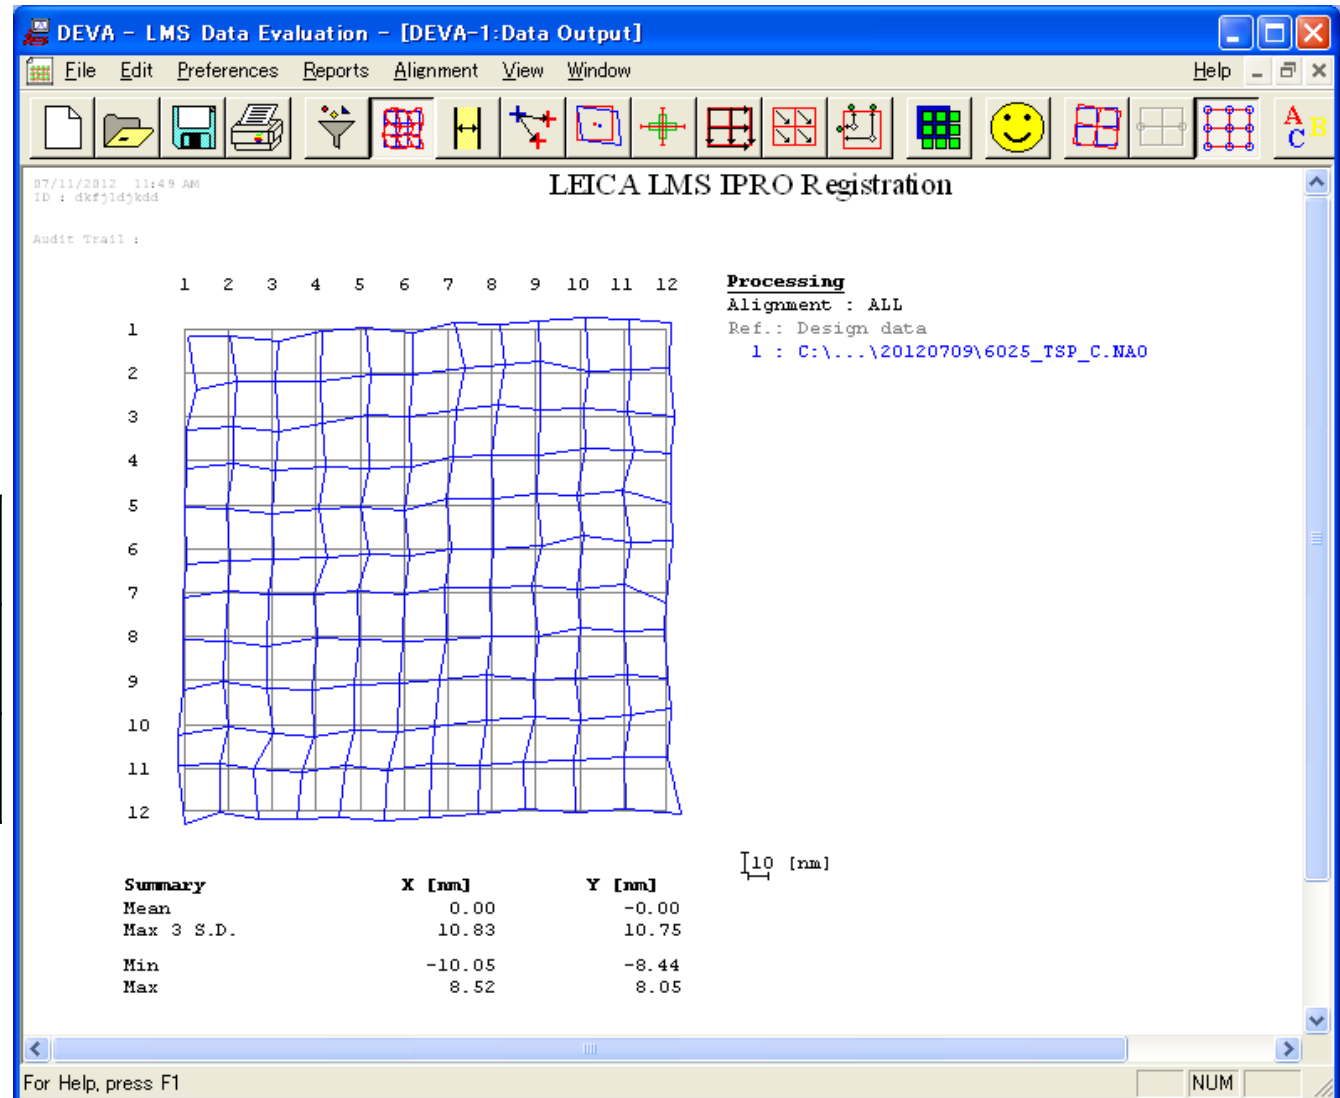 DEVA - LMS Data Evaluation - [DEVA-1:Data Output]
File Edit Preferences Reports Alignment View Window Help
A B C
07/11/2012 11:49 AM
LEICA LMS IPRO Registration
ID : dkfjldjkdd
Audit Trail :
1 2 3 4 5 6 7 8 9 10 11 12
Processing
Alignment : ALL
Ref.: Design data
1 : C:\...\20120709\6025_TSP_C.NAO
1
2
3
4
5
6
7
8
9
10
11
12
10 [nm]
Summary X [nm] Y [nm]
Mean 0.00 -0.00
Max 3 S.D. 10.83 10.75
Min -10.05 -8.44
Max 8.52 8.05
For Help, press F1
NUM